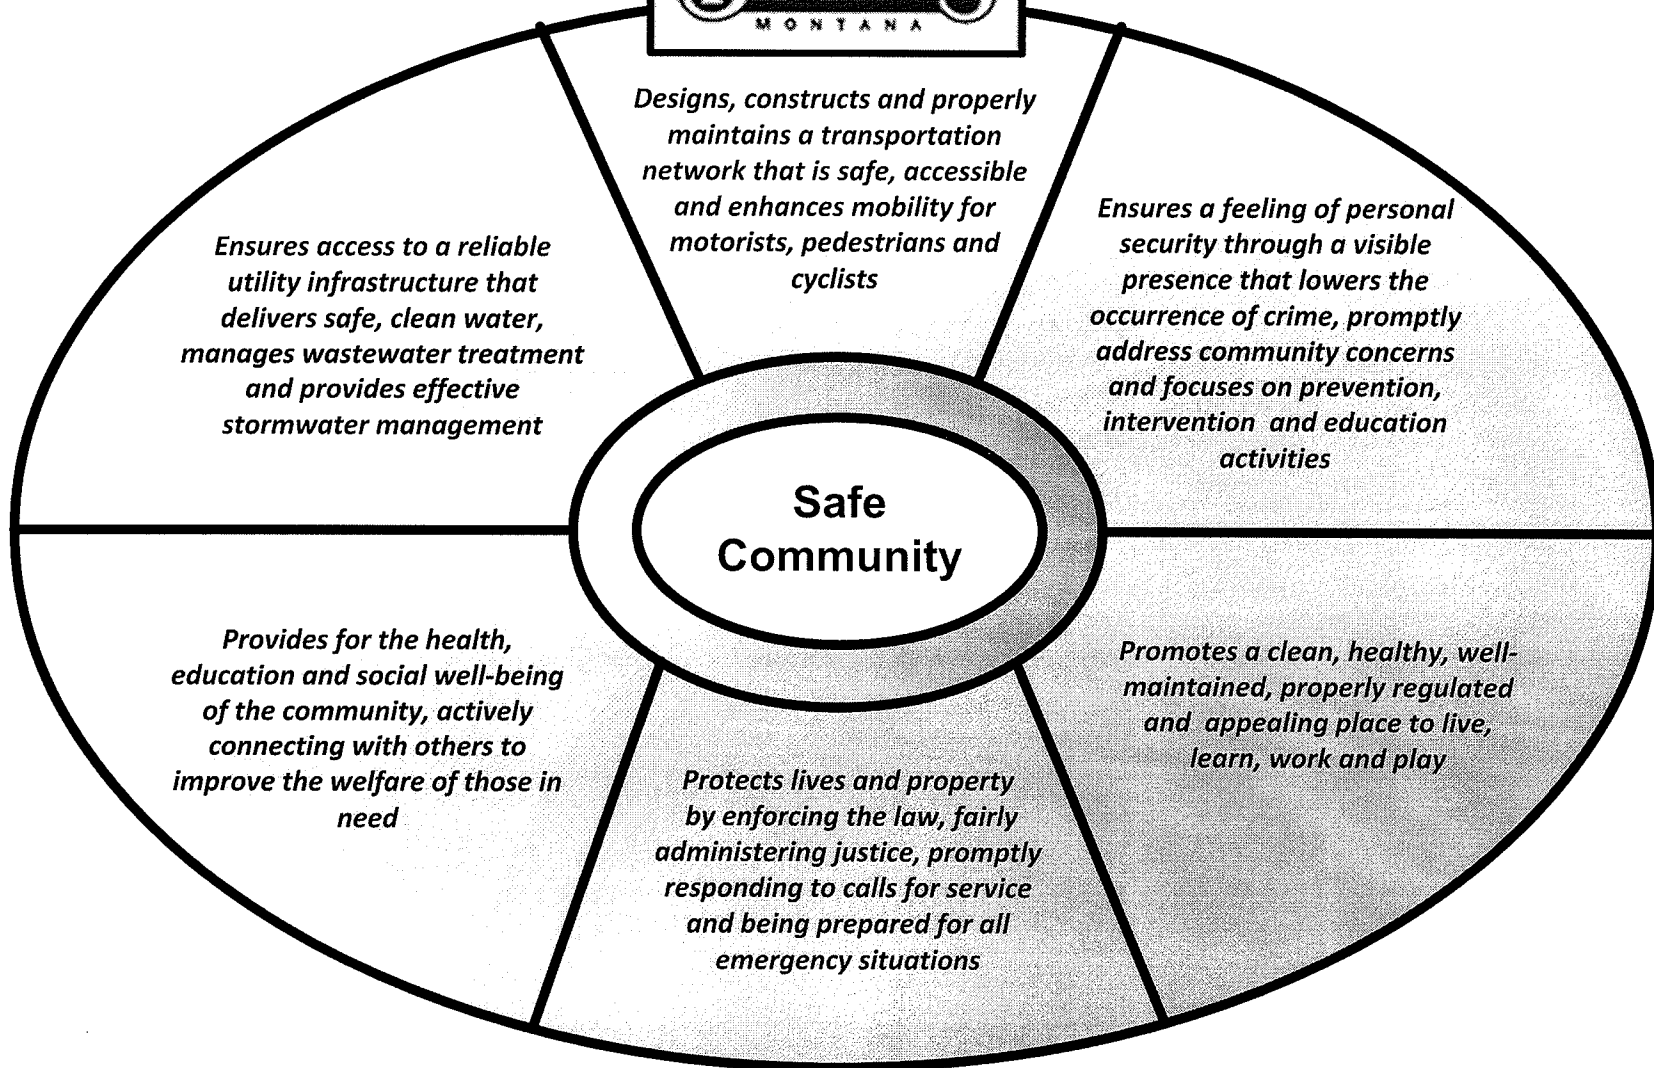 MONTANA
Designs, constructs and properly
maintains a transportation
network that is safe, accessible
and enhances mobility for
motorists, pedestrians and
cyclists
Ensures a feeling of personal
security through a visible
presence that lowers the
occurrence of crime, promptly
address community concerns
and focuses on prevention,
intervention and education
activities
Ensures access to a reliable
utility infrastructure that
delivers safe, clean water,
manages wastewater treatment
and provides effective
stormwater management
Safe
Community
Provides for the health,
education and social well-being
of the community, actively
connecting with others to
improve the welfare of those in
need
Protects lives and property
by enforcing the law, fairly
administering justice, promptly
responding to calls for service
and being prepared for all
emergency situations
Promotes a clean, healthy, well-
maintained, properly regulated
and appealing place to live,
learn, work and play